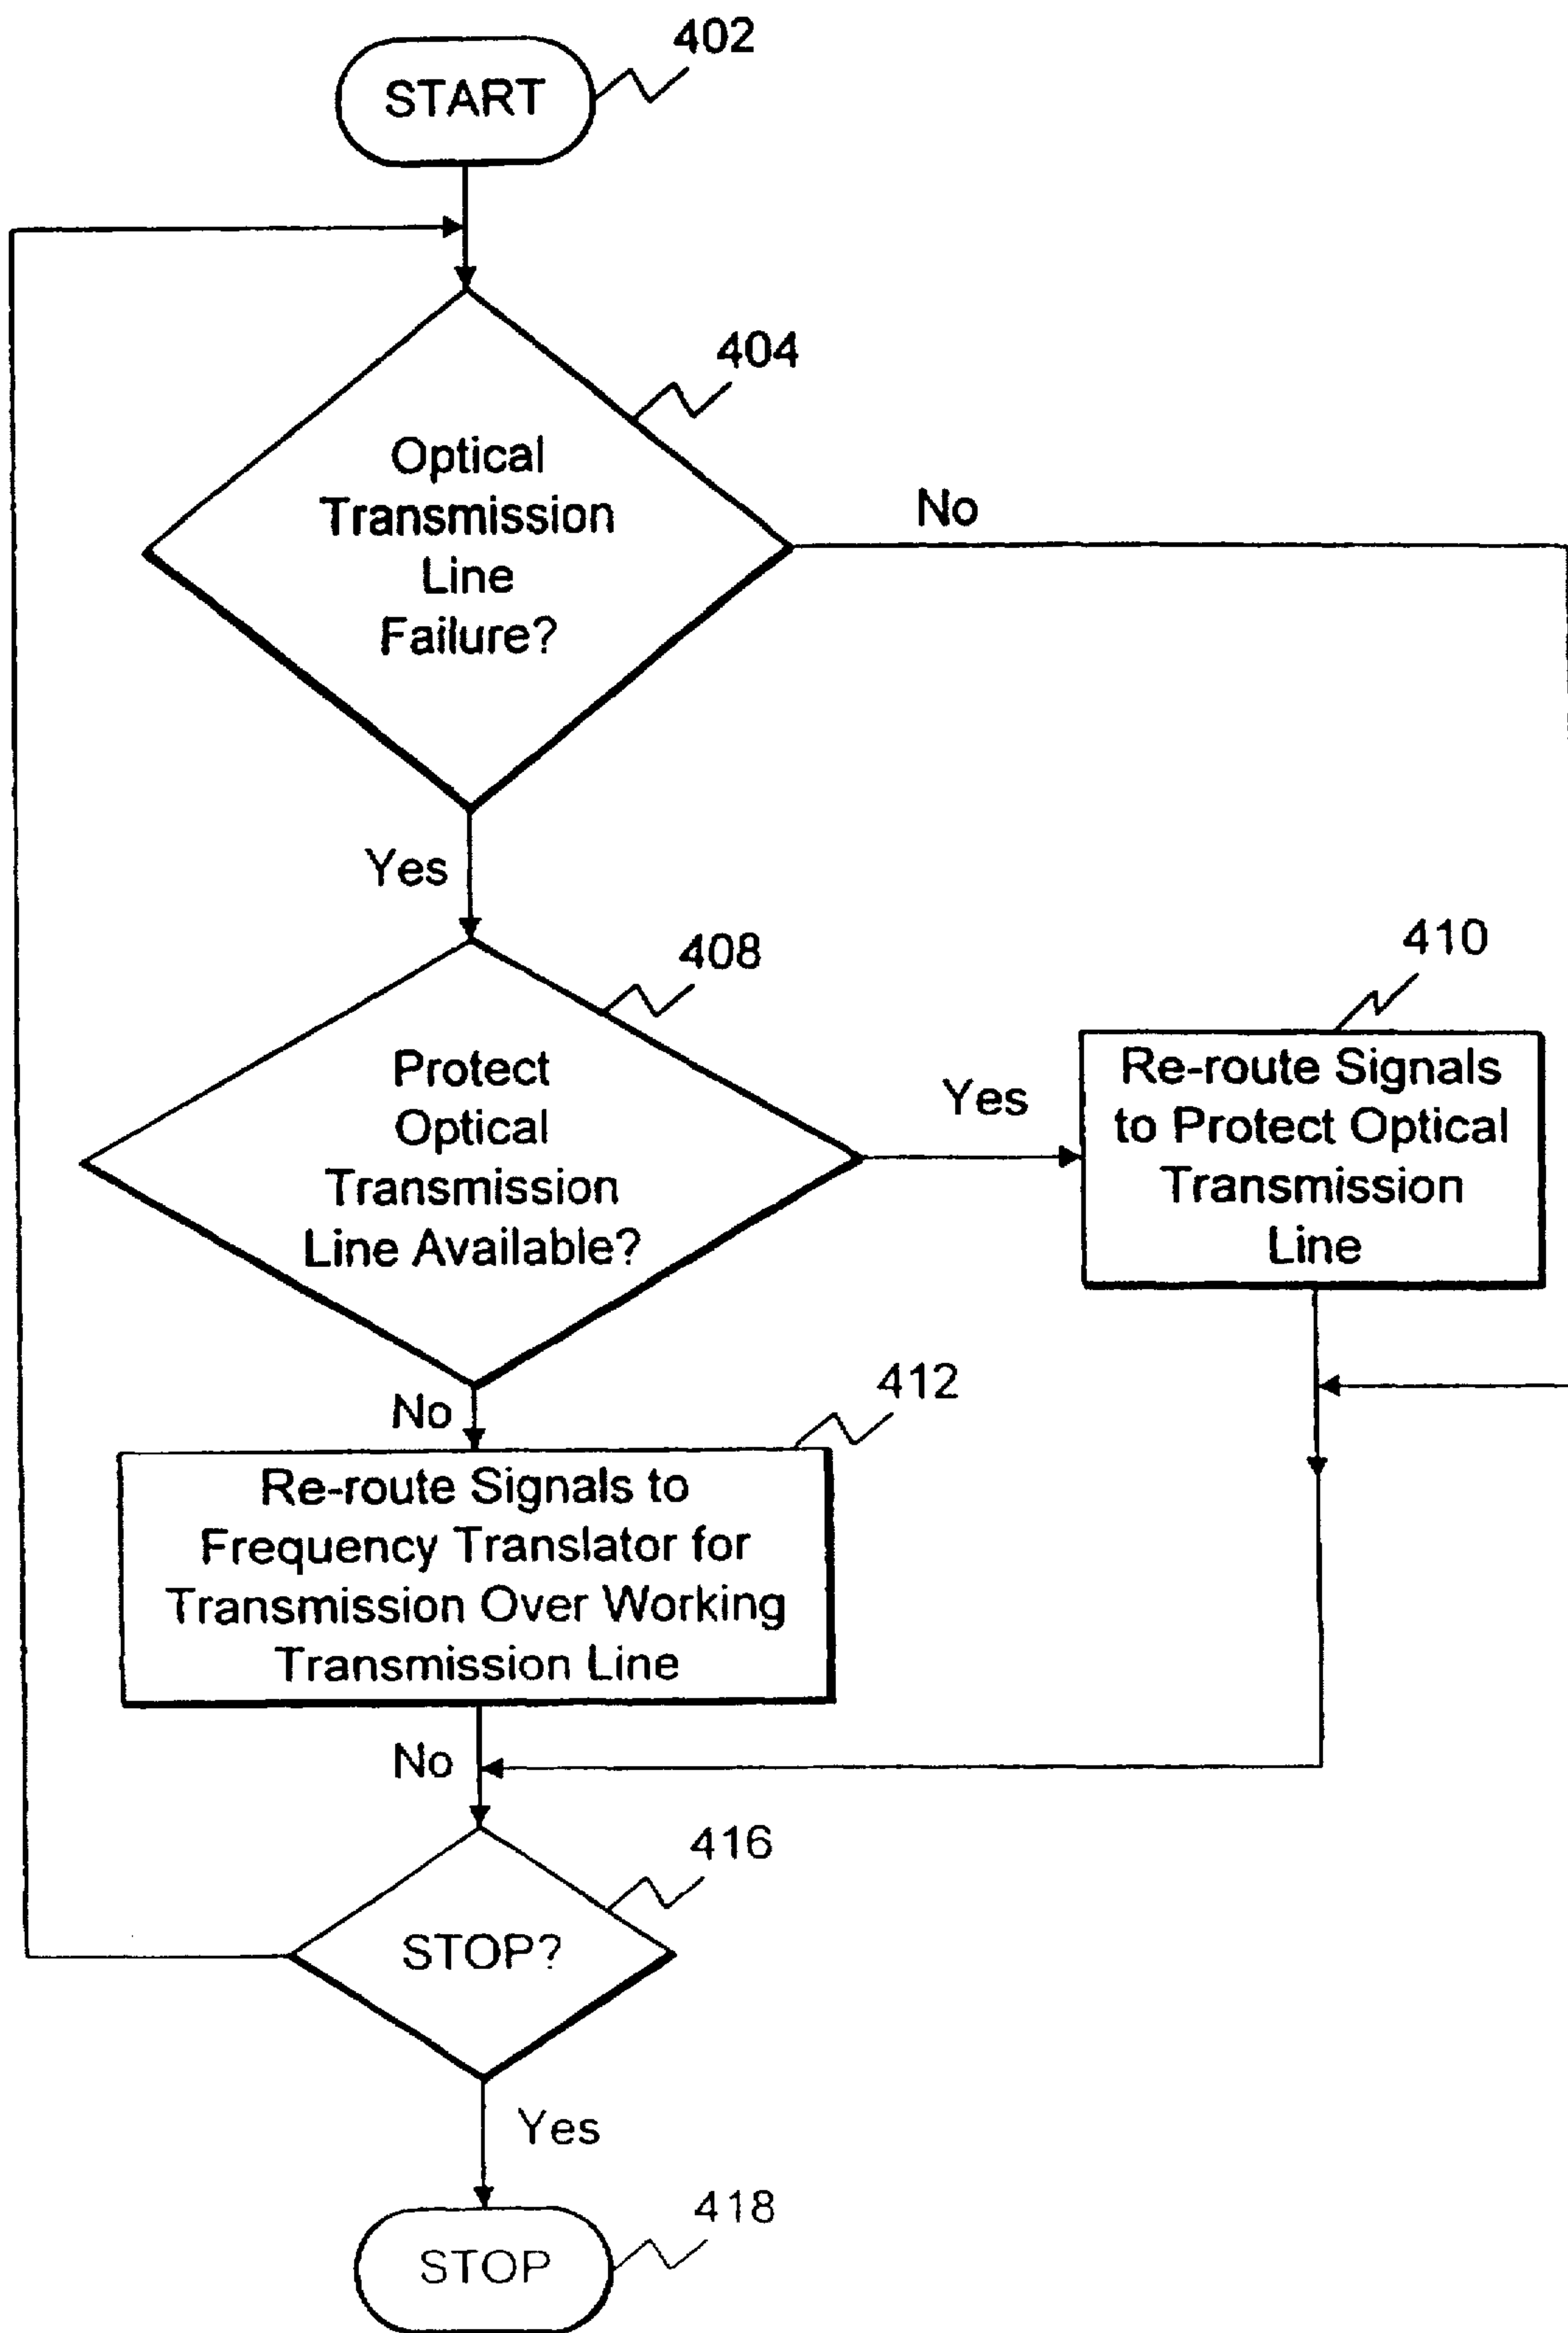 402
START
404
Optical
Transmission
Line
Failure?
No
Yes
408
Protect
Optical
Transmission
Line Available?
Yes
410
Re-route Signals
to Protect Optical
Transmission
Line
No
412
Re-route Signals to
Frequency Translator for
Transmission Over Working
Transmission Line
No
416
STOP?
Yes
418
STOP